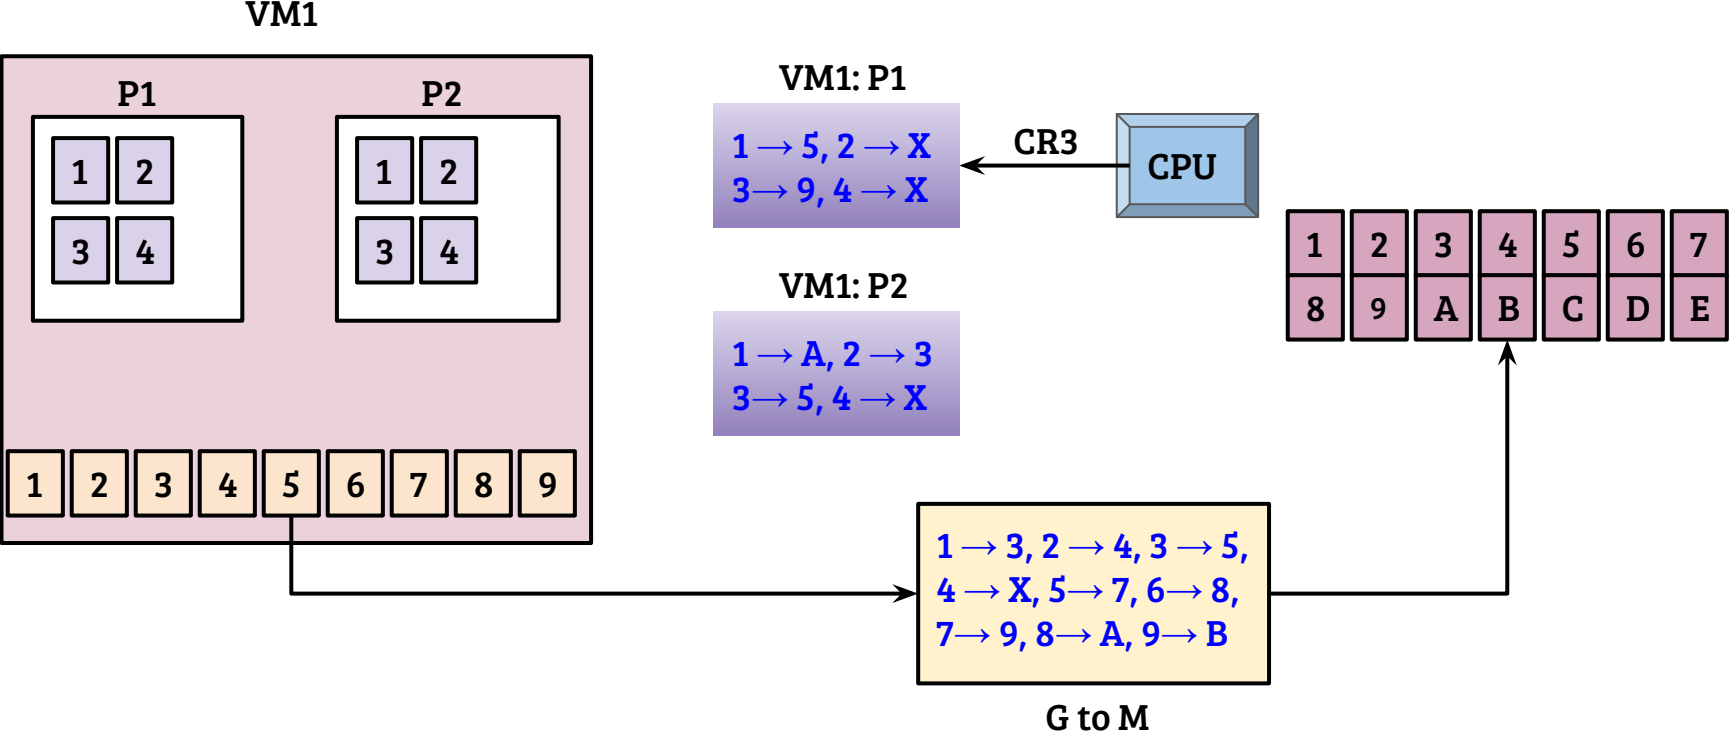 VM1
P1
P2
1 2
3 4
1 2
3 4
1 2 3 4 5 6 7 8 9
VM1: P1
1 → 5, 2 → X
3→ 9, 4 → X
CR3
CPU
VM1: P2
1 → A, 2 → 3
3→ 5, 4 → X
1 2 3 4 5 6 7
8 9 A B C D E
1 → 3, 2 → 4, 3 → 5,
4 → X, 5→ 7, 6→ 8,
7→ 9, 8→ A, 9→ B
G to M